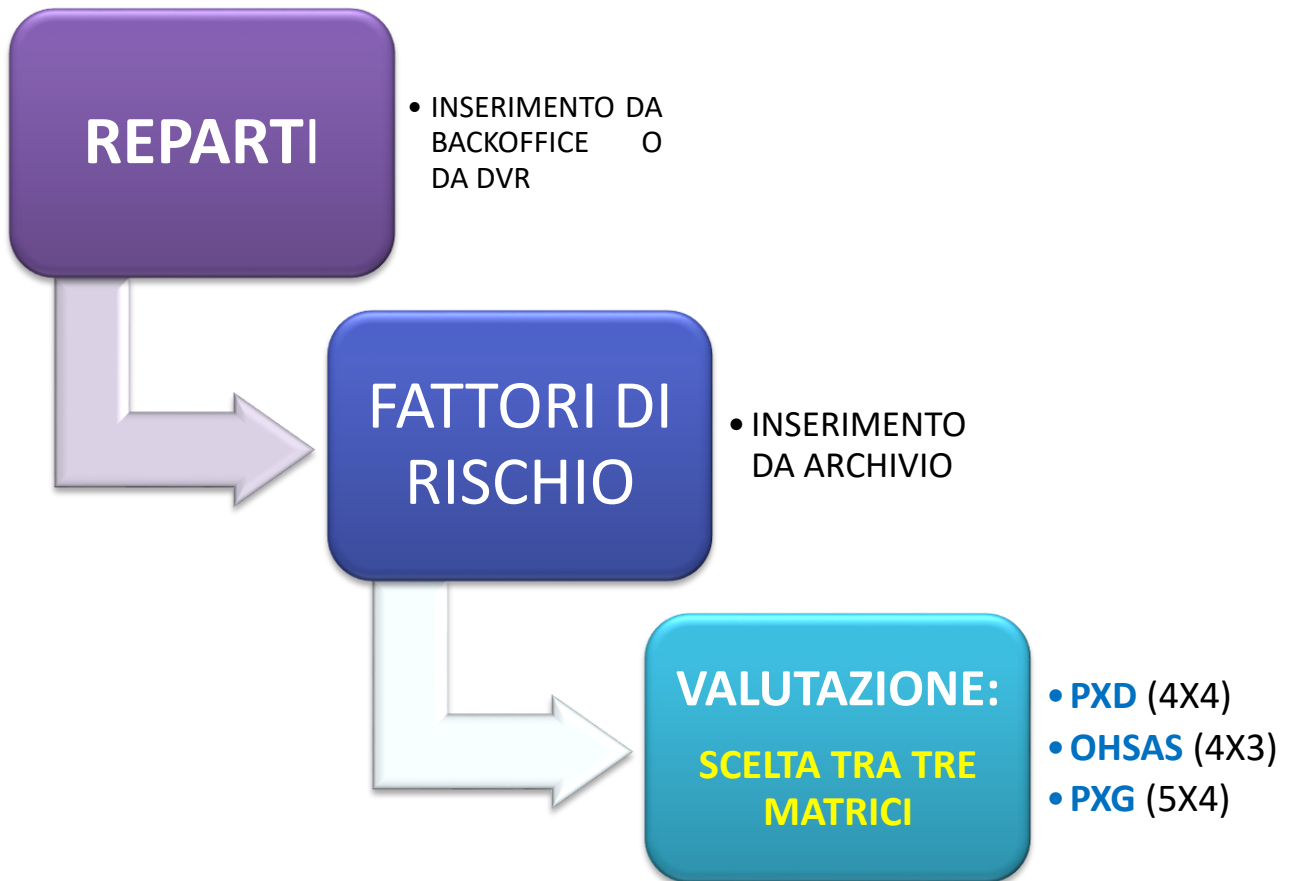 REPARTI
• INSERIMENTO DA
BACKOFFICE O
DA DVR
FATTORI DI
RISCHIO
• INSERIMENTO
DA ARCHIVIO
VALUTAZIONE:
SCELTA TRA TRE
MATRICI
• PXD (4X4)
• OHSAS (4X3)
• PXG (5X4)